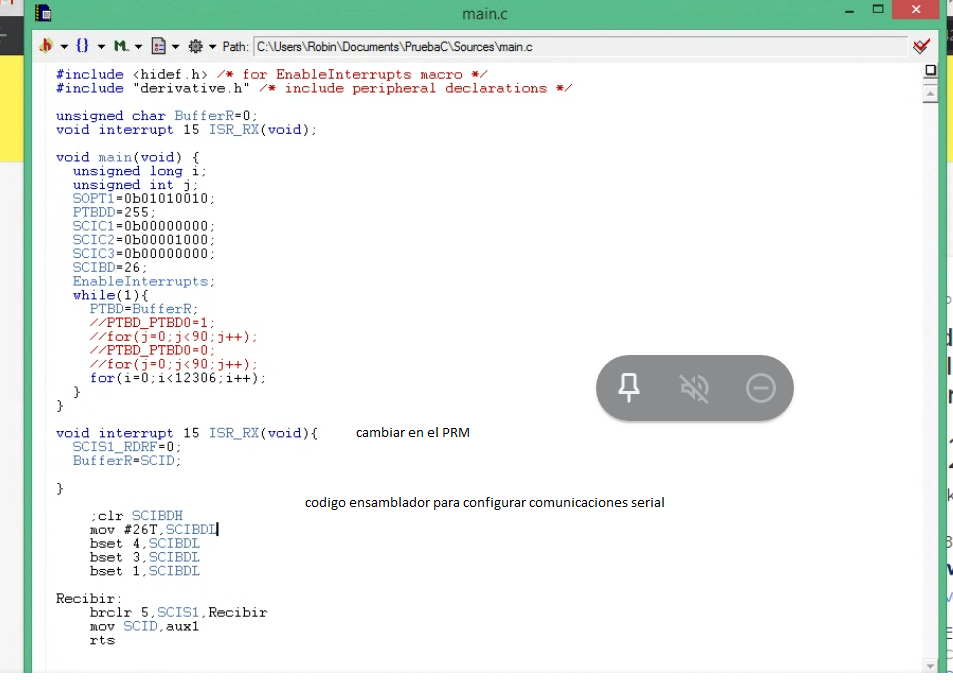 main.c
Path: C:\Users\Robin\Documents\PruebaC\Sources\main.c
#include <hidef.h> /* for EnableInterrupts macro */
#include "derivative.h" /* include peripheral declarations */
unsigned char BufferR=0;
void interrupt 15 ISR_RX(void);
void main(void) {
unsigned long i;
unsigned int j;
SOPT1=0b01010010;
PTBDD=255;
SCIC1=0b00000000;
SCIC2=0b00001000;
SCIC3=0b00000000;
SCIBD=26;
EnableInterrupts;
while(1){
PTBD=BufferR;
//PTBD_PTBD0=1;
//for(j=0;j<90;j++);
//PTBD_PTBD0=0;
//for(j=0;j<90;j++);
for(i=0;i<12306;i++);
}
}
void interrupt 15 ISR_RX(void){ cambiar en el PRM
SCIS1_RDRF=0;
BufferR=SCID;
}
codigo ensamblador para configurar comunicaciones serial
;clr SCIBDH
mov #26T,SCIBDL
bset 4,SCIBDL
bset 3,SCIBDL
bset 1,SCIBDL
Recibir:
brclr 5,SCIS1,Recibir
mov SCID,aux1
rts